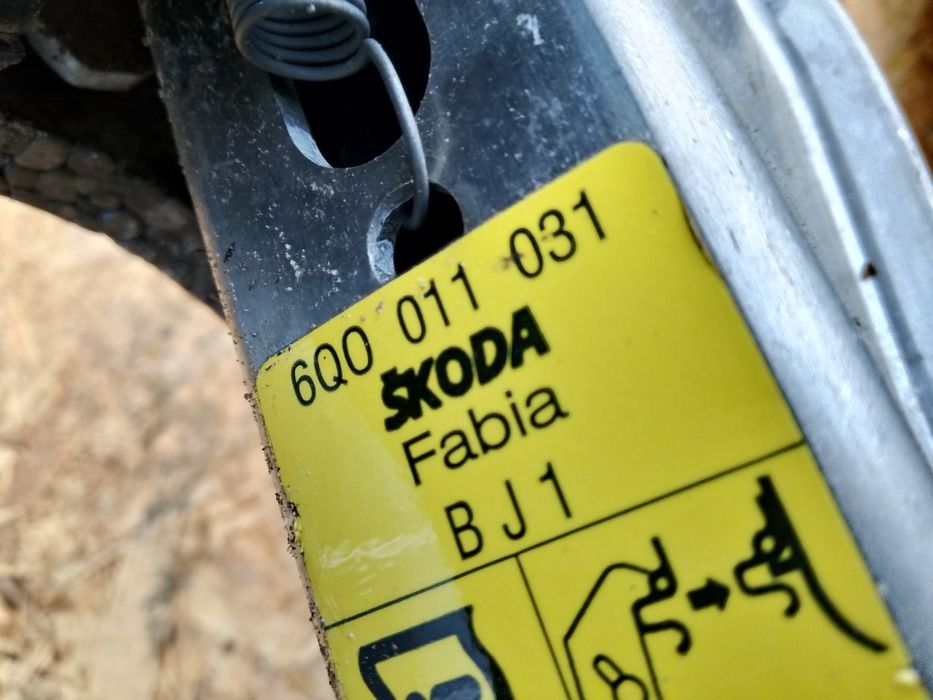 6Q0 011 031
ŠKODA
Fabia
BJ1